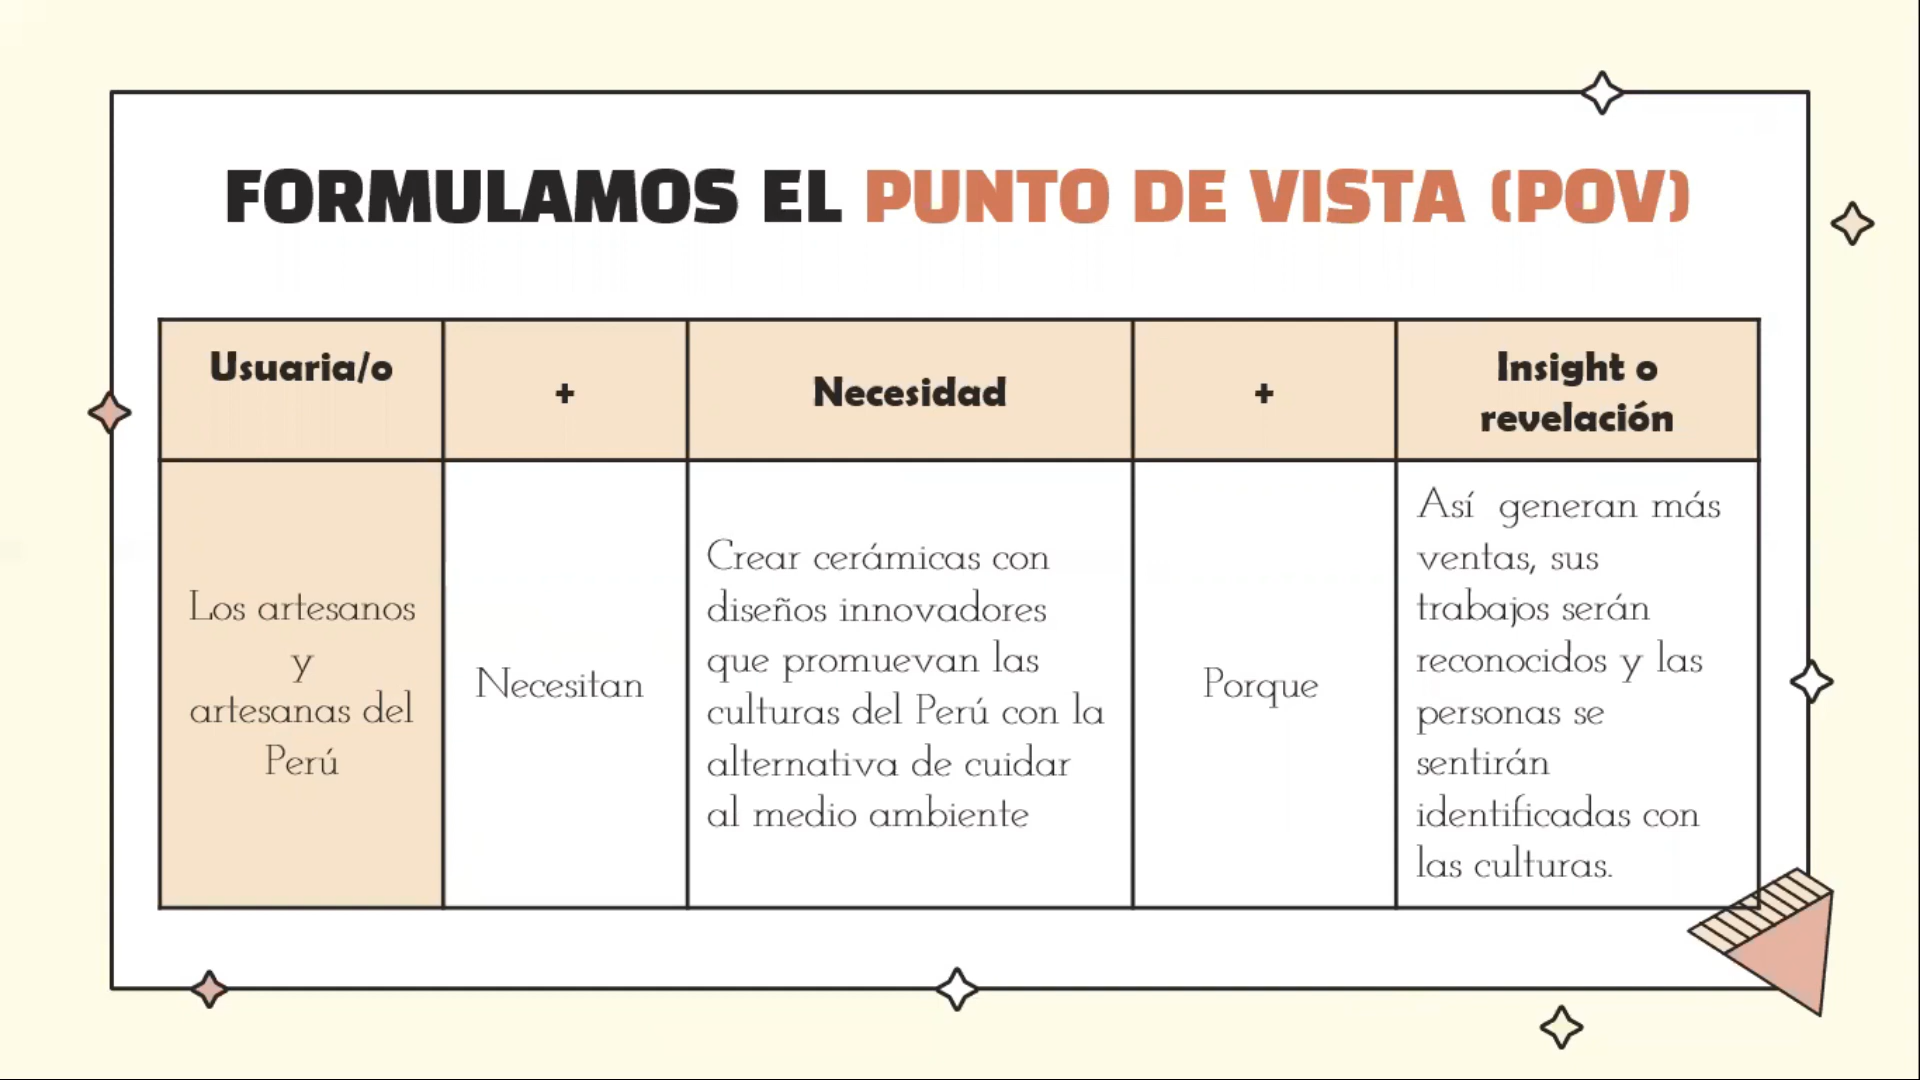 FORMULAMOS EL PUNTO DE VISTA (POV)
Usuaria/o
+
Necesidad
+
Insight o
revelación
Los artesanos
y
artesanas del
Perú
Necesitan
Crear cerámicas con
diseños innovadores
que promuevan las
culturas del Perú con la
alternativa de cuidar
al medio ambiente
Porque
Así generan más
ventas, sus
trabajos serán
reconocidos y las
personas se
sentirán
identificadas con
las culturas.